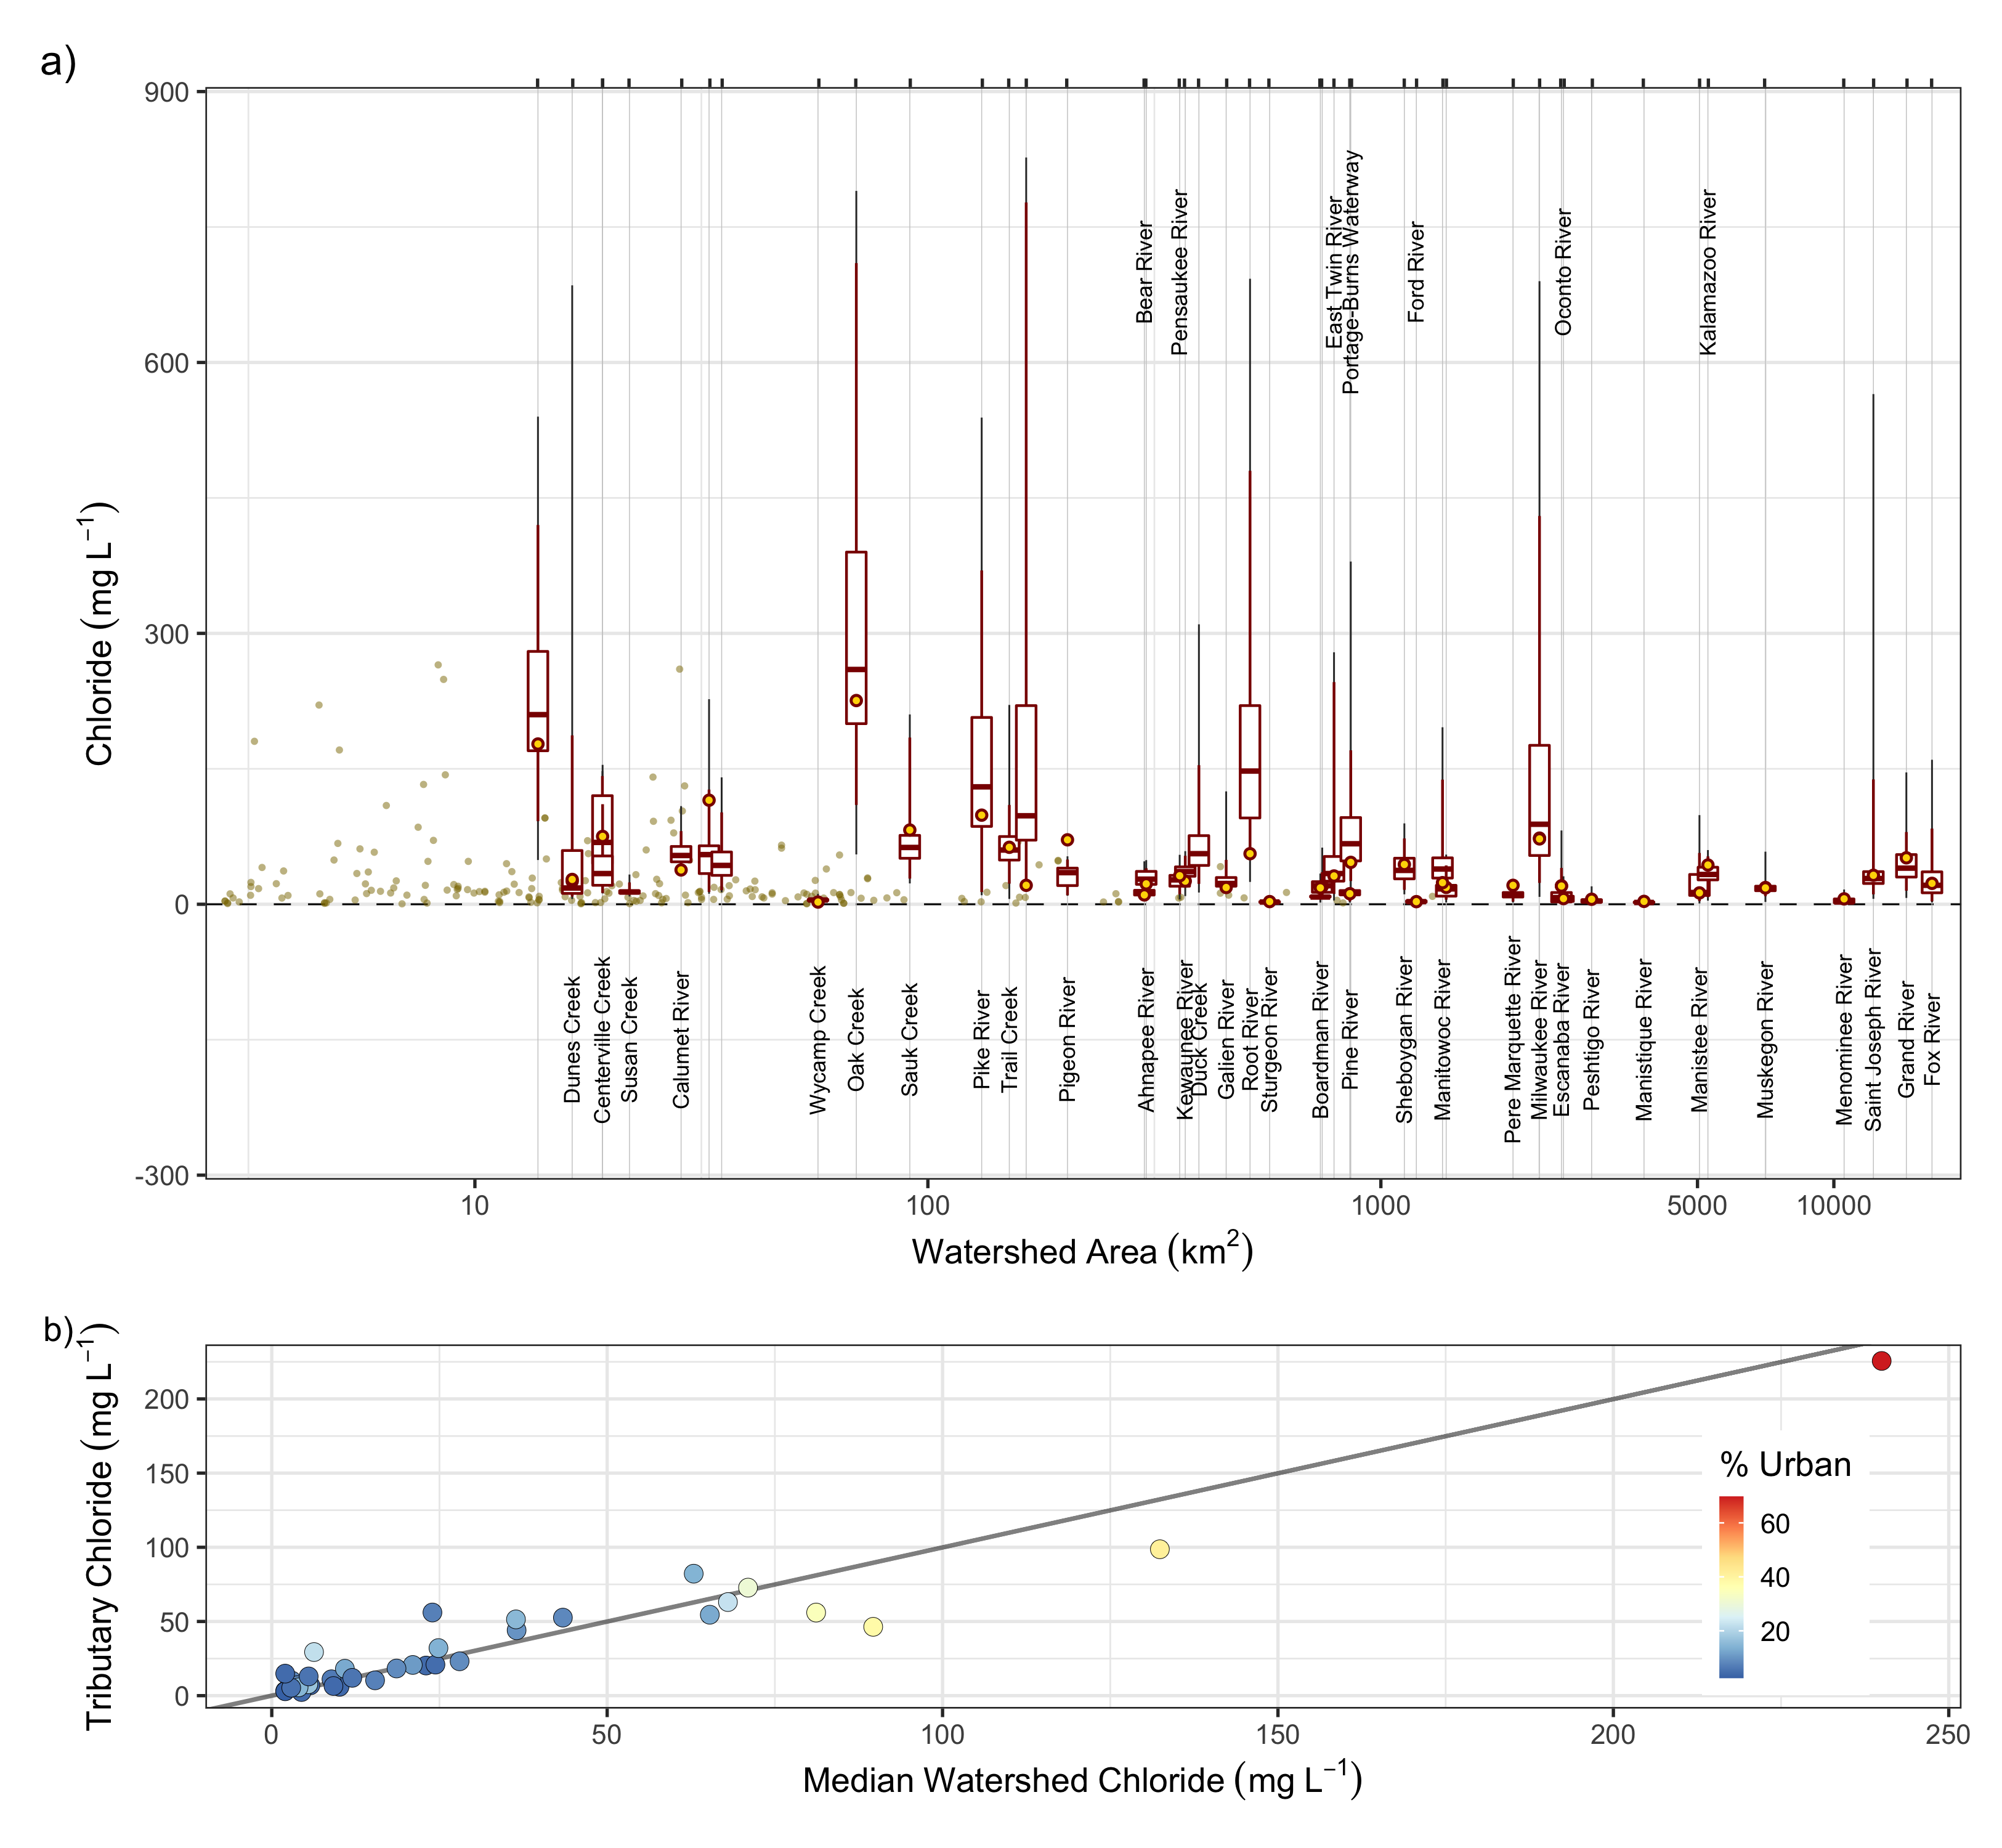 a)
900
600
300
0
-300
Chloride (mg L⁻¹)
Bear River
Pensaukee River
East Twin River
Portage-Burns Waterway
Ford River
Oconto River
Kalamazoo River
Dunes Creek
Centerville Creek
Susan Creek
Calumet River
Wycamp Creek
Oak Creek
Sauk Creek
Pike River
Trail Creek
Pigeon River
Ahnapee River
Kewaunee River
Duck Creek
Galien River
Root River
Sturgeon River
Boardman River
Pine River
Sheboygan River
Manitowoc River
Pere Marquette River
Milwaukee River
Escanaba River
Peshtigo River
Manistique River
Manistee River
Muskegon River
Menominee River
Saint Joseph River
Grand River
Fox River
10 100 1000 5000 10000
Watershed Area (km²)
b)
Tributary Chloride (mg L⁻¹)
200
150
100
50
0
% Urban
60
40
20
0 50 100 150 200 250
Median Watershed Chloride (mg L⁻¹)